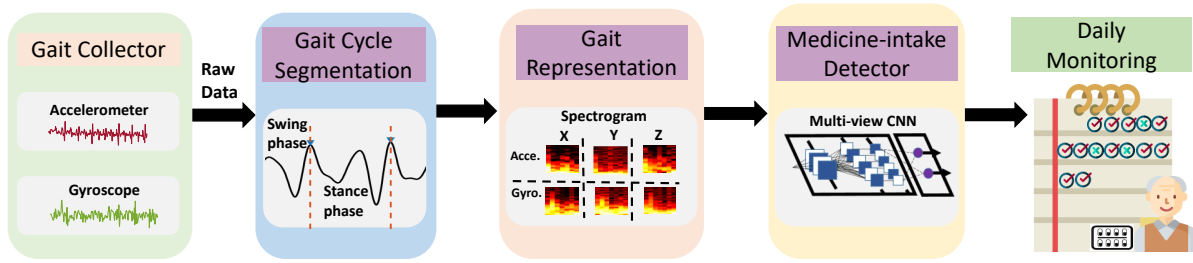 Gait Collector
Accelerometer
Gyroscope
Raw
Data
Gait Cycle
Segmentation
Swing
phase
Stance
phase
Gait
Representation
Spectrogram
X Y Z
Acce.
Gyro.
Medicine-intake
Detector
Multi-view CNN
Daily
Monitoring